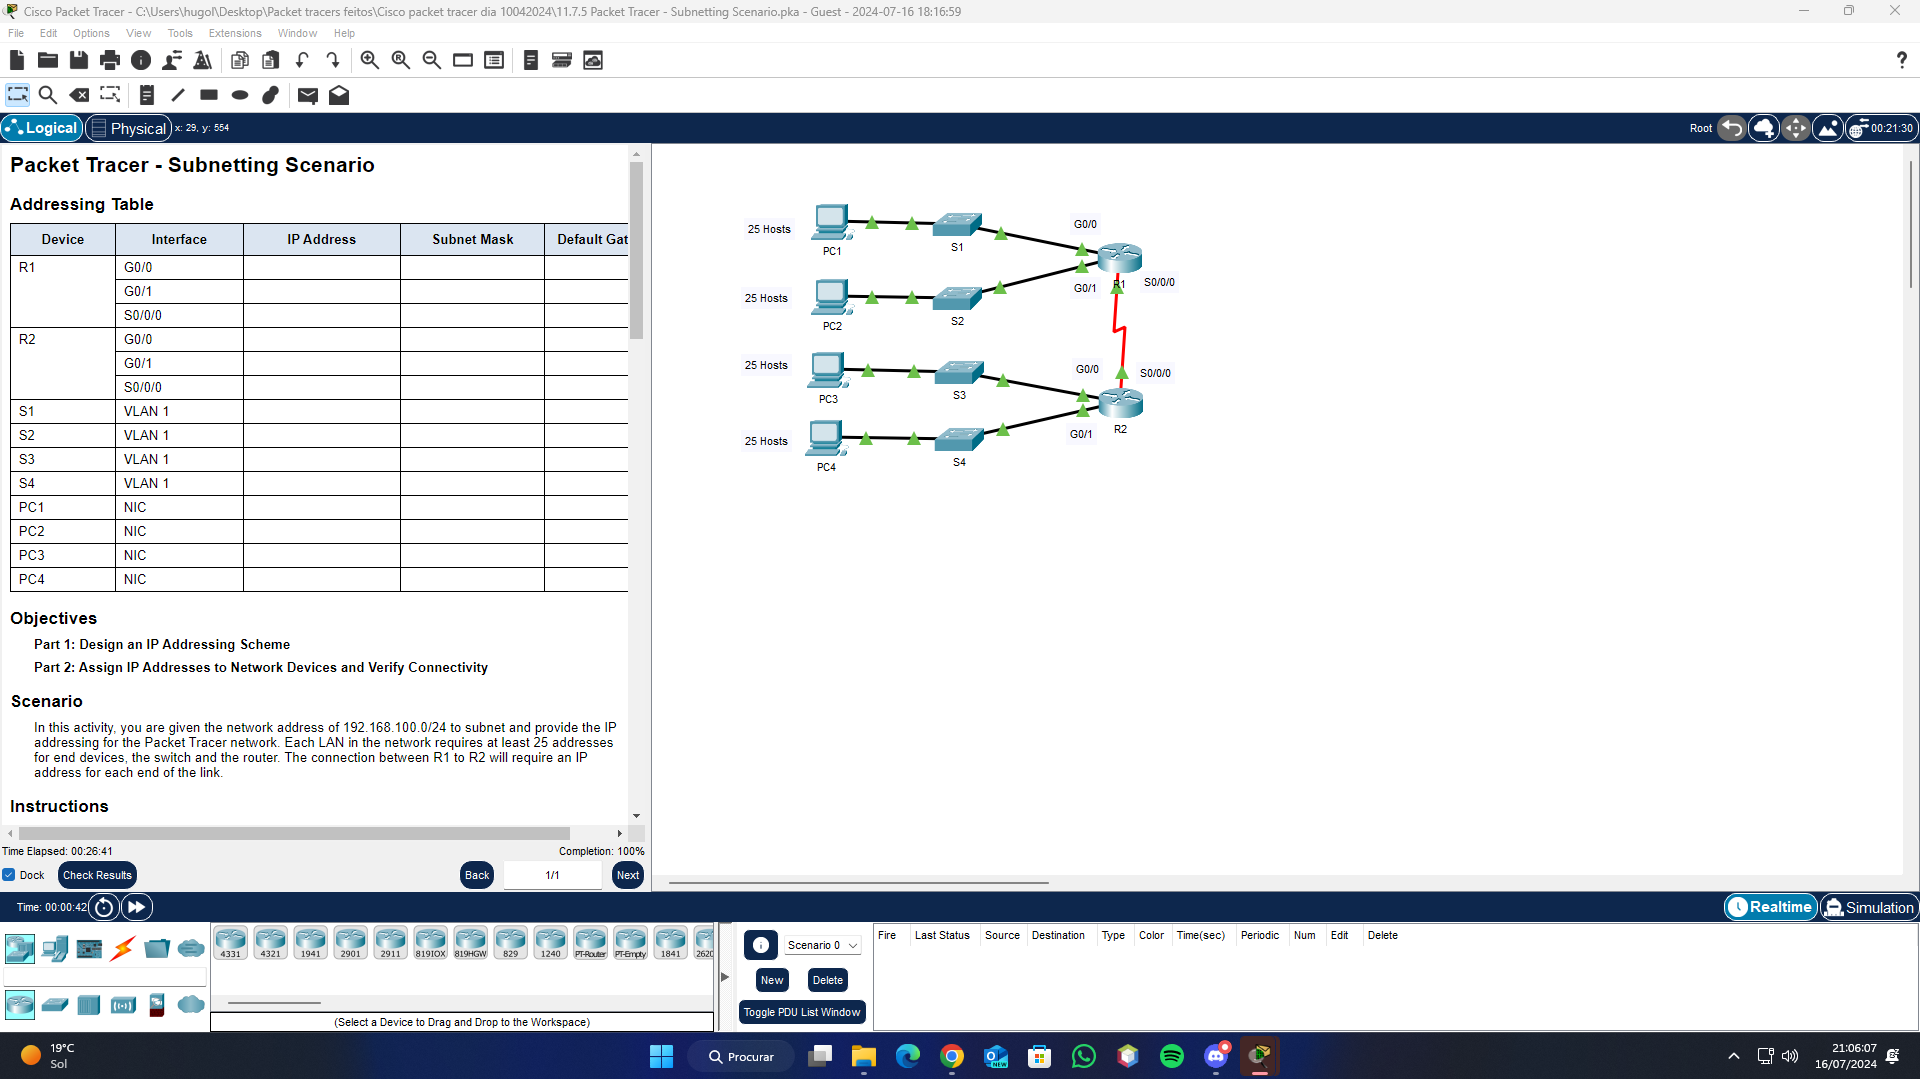 Cisco Packet Tracer - C:\Users\hugol\Desktop\Packet tracers feitos\Cisco packet tracer dia 10042024\11.7.5 Packet Tracer - Subnetting Scenario.pka - Guest - 2024-07-16 18:16:59
File Edit Options View Tools Extensions Window Help
?
Logical Physical x: 29, y: 554 Root 00:21:30
Packet Tracer - Subnetting Scenario
Addressing Table
Device Interface IP Address Subnet Mask Default Gat
R1 G0/0
G0/1
S0/0/0
R2 G0/0
G0/1
S0/0/0
S1 VLAN 1
S2 VLAN 1
S3 VLAN 1
S4 VLAN 1
PC1 NIC
PC2 NIC
PC3 NIC
PC4 NIC
Objectives
Part 1: Design an IP Addressing Scheme
Part 2: Assign IP Addresses to Network Devices and Verify Connectivity
Scenario
In this activity, you are given the network address of 192.168.100.0/24 to subnet and provide the IP
addressing for the Packet Tracer network. Each LAN in the network requires at least 25 addresses
for end devices, the switch and the router. The connection between R1 to R2 will require an IP
address for each end of the link.
Instructions
Time Elapsed: 00:26:41 Completion: 100%
Dock Check Results Back 1/1 Next
25 Hosts
PC1
S1
G0/0
25 Hosts
PC2
S2
G0/1
R1
S0/0/0
25 Hosts
PC3
S3
G0/0
S0/0/0
25 Hosts
PC4
S4
G0/1
R2
Time: 00:00:42 Realtime Simulation
4331 4321 1941 2901 2911 819IOX 819HGW 829 1240 PT-Router PT-Empty 1841 2620
(Select a Device to Drag and Drop to the Workspace)
Scenario 0
New Delete
Toggle PDU List Window
Fire Last Status Source Destination Type Color Time(sec) Periodic Num Edit Delete
19°C
Sol
Procurar
NEW
21:06:07
16/07/2024